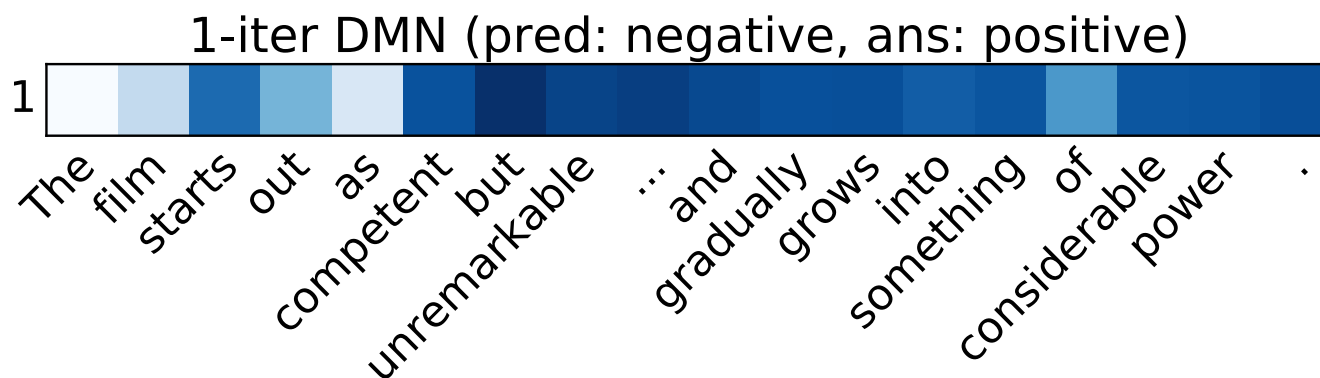 1-iter DMN (pred: negative, ans: positive)
1
The film starts out as competent but unremarkable ... and gradually grows into something of considerable power .